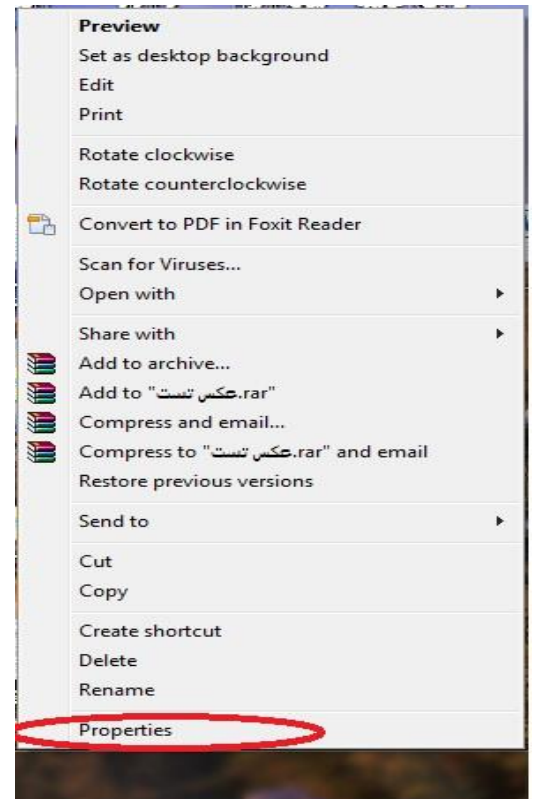 Preview
Set as desktop background
Edit
Print
Rotate clockwise
Rotate counterclockwise
Convert to PDF in Foxit Reader
Scan for Viruses...
Open with
Share with
Add to archive...
Add to "عکس تست.rar"
Compress and email...
Compress to "عکس تست.rar" and email
Restore previous versions
Send to
Cut
Copy
Create shortcut
Delete
Rename
Properties